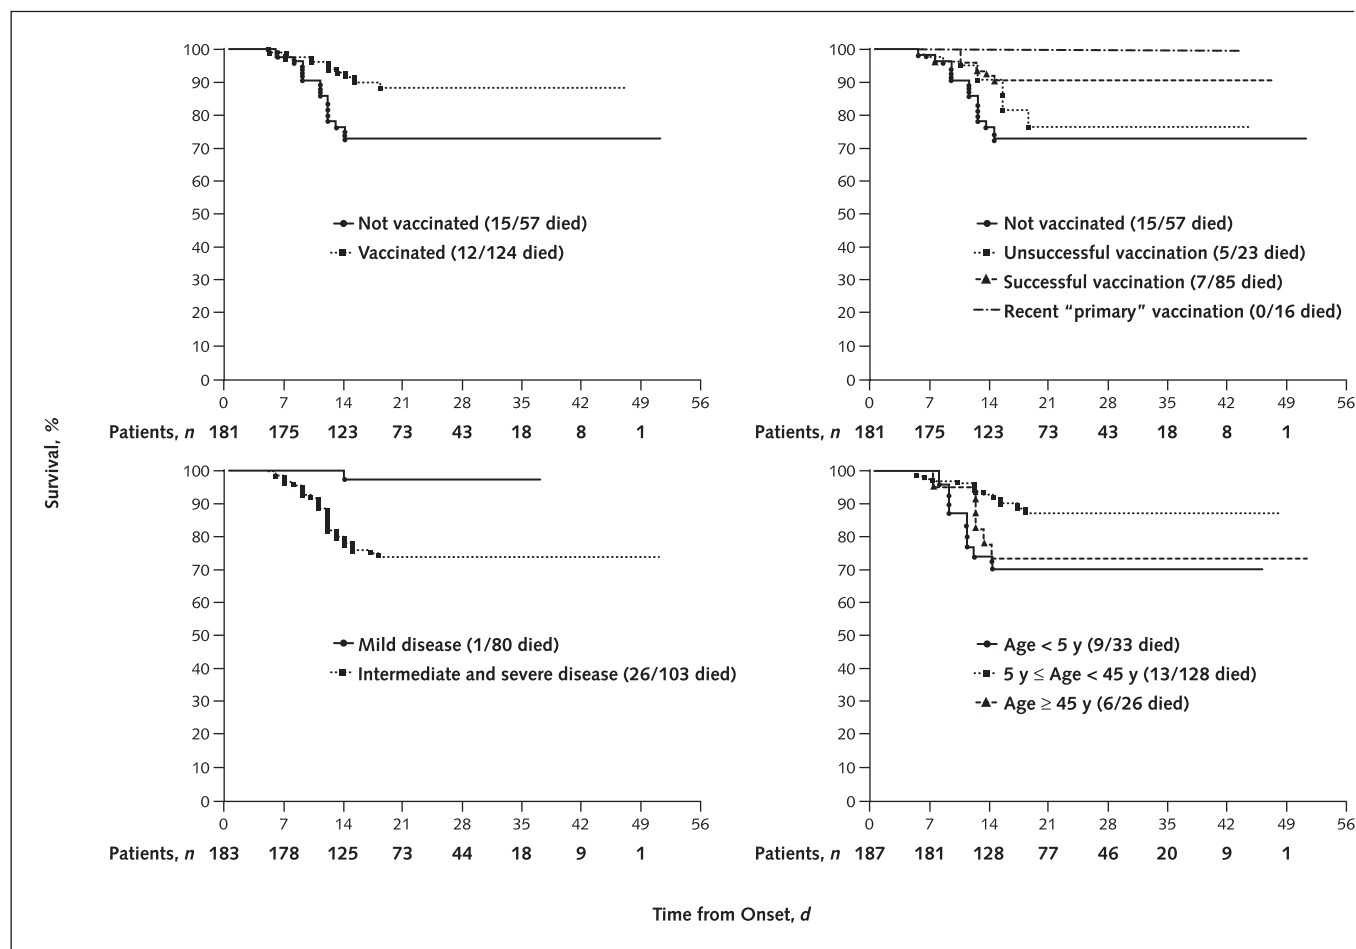 Survival, %
100
90
80
70
60
50
40
30
20
10
0
Not vaccinated (15/57 died)
Vaccinated (12/124 died)
0 7 14 21 28 35 42 49 56
Patients, n 181 175 123 73 43 18 8 1
100
90
80
70
60
50
40
30
20
10
0
Not vaccinated (15/57 died)
Unsuccessful vaccination (5/23 died)
Successful vaccination (7/85 died)
Recent “primary” vaccination (0/16 died)
0 7 14 21 28 35 42 49 56
Patients, n 181 175 123 73 43 18 8 1
100
90
80
70
60
50
40
30
20
10
0
Mild disease (1/80 died)
Intermediate and severe disease (26/103 died)
0 7 14 21 28 35 42 49 56
Patients, n 183 178 125 73 44 18 9 1
100
90
80
70
60
50
40
30
20
10
0
Age < 5 y (9/33 died)
5 y ≤ Age < 45 y (13/128 died)
Age ≥ 45 y (6/26 died)
0 7 14 21 28 35 42 49 56
Patients, n 187 181 128 77 46 20 9 1
Time from Onset, d